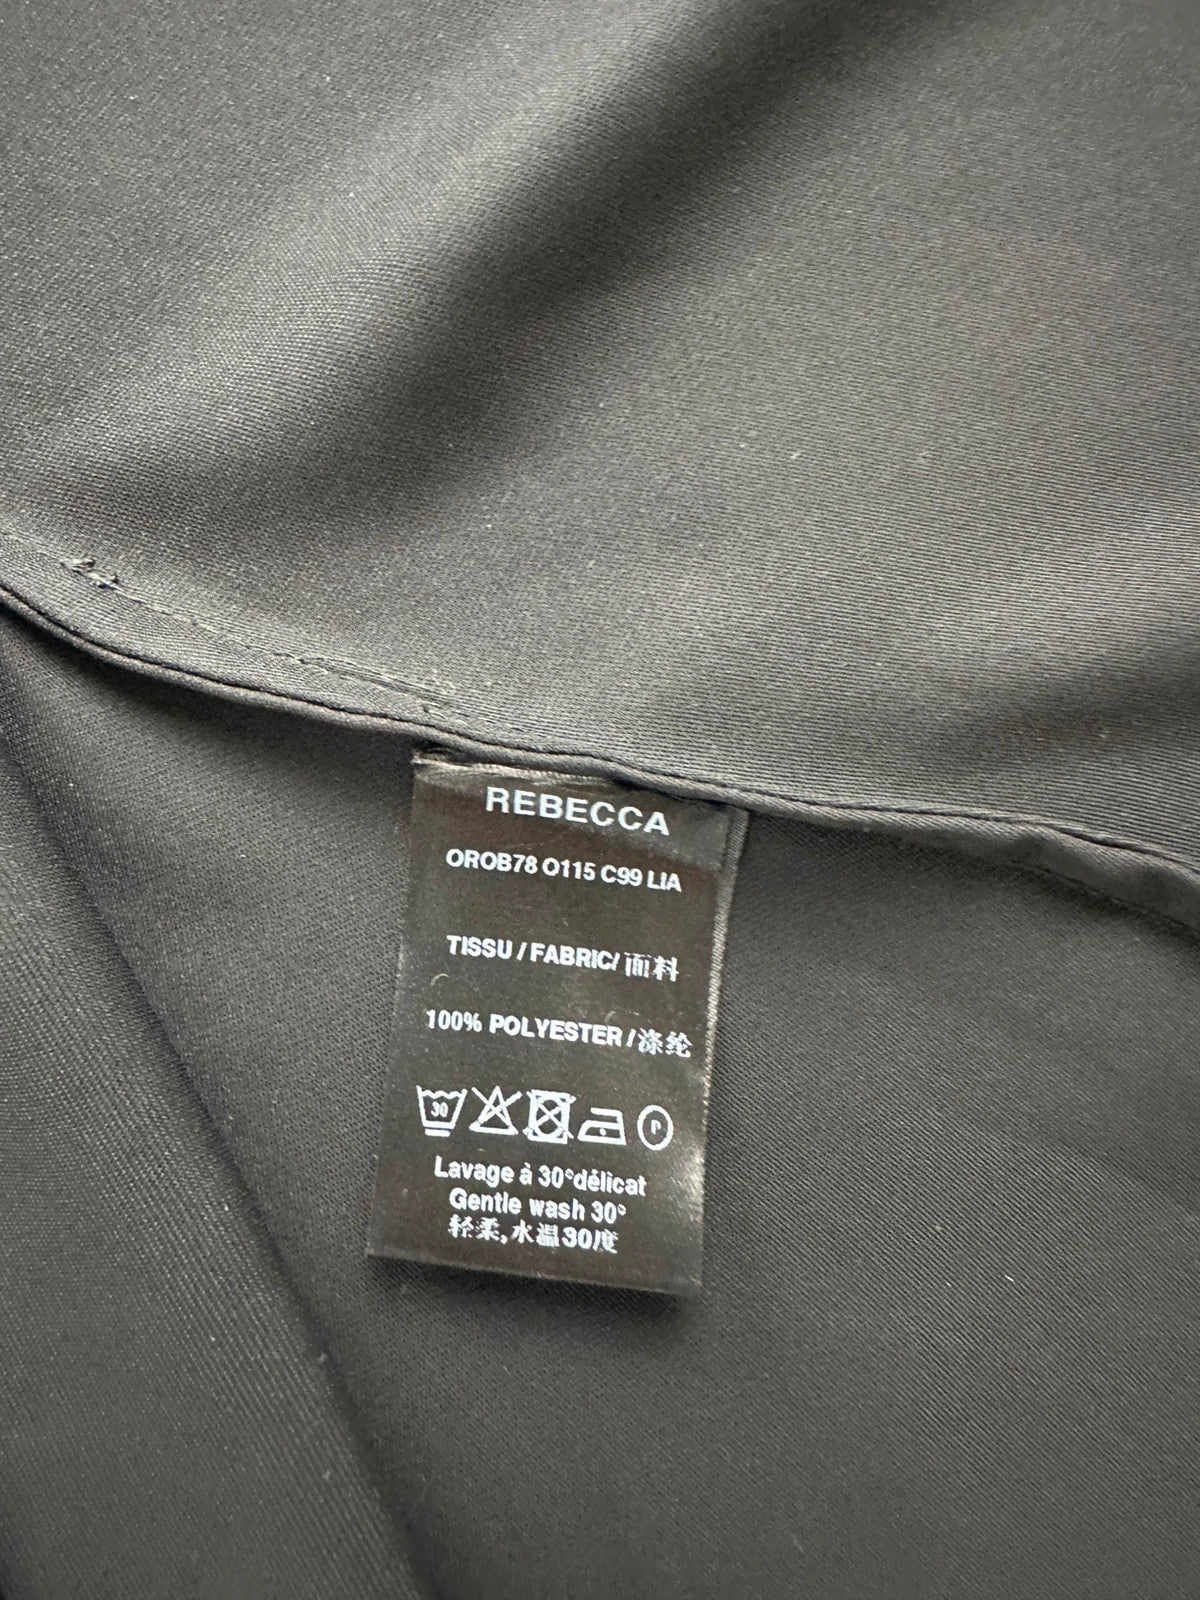 REBECCA
OROB78 O115 C99 LIA
TISSU / FABRIC/ 面料
100% POLYESTER / 涤纶
30 P
Lavage à 30°délicat
Gentle wash 30°
轻柔,水温30度